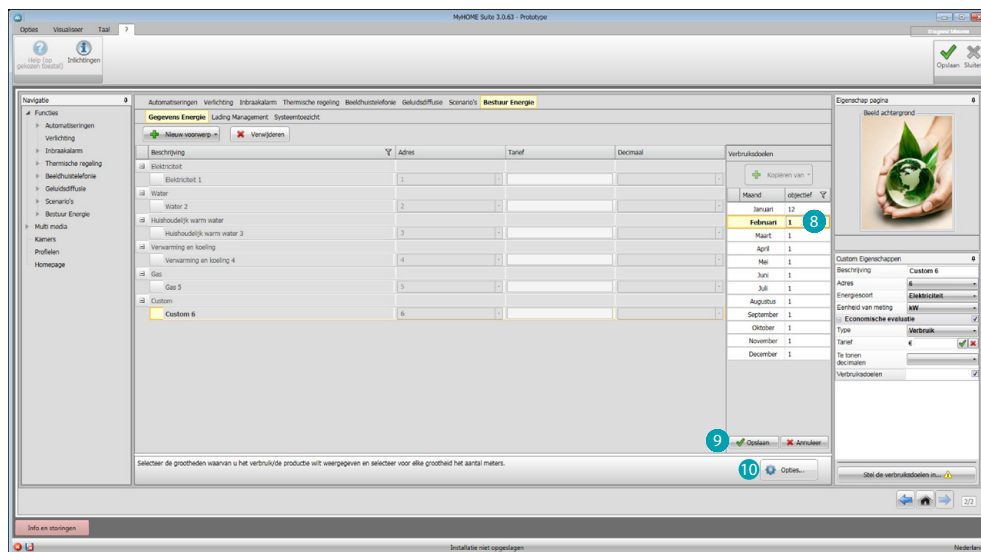 MyHOME Suite 3.0.63 - Prototype
Opties Visualiseer Taal ?
Help (op gekozen toestel)
Inlichtingen
Opslaan
Navigatie
Functies
Automatiseringen
Verlichting
Inbraakalarm
Thermische regeling
Beeldhuistelefonie
Geluidsdiffusie
Scenario's
Bestuur Energie
Multi media
Kamers
Profielen
Homepage
Automatiseringen Verlichting Inbraakalarm Thermische regeling Beeldhuistelefonie Geluidsdiffusie Scenario's Bestuur Energie
Gegevens Energie Lading Management Systeemtoezicht
Nieuw voorwerp Verwijderen
Beschrijving Adres Tarief Decimaal
Elektriciteit
Elektriciteit 1 1
Water
Water 2 2
Huishoudelijk warm water
Huishoudelijk warm water 3 3
Verwarming en koeling
Verwarming en koeling 4 4
Gas
Gas 5 5
Custom
Custom 6 6
Verbruiksdoelen
Kopiëren van
Maand objectief
Januari 12
Februari 1 8
Maart 1
April 1
Mei 1
Juni 1
Juli 1
Augustus 1
September 1
Oktober 1
November 1
December 1
9 Opslaan Annuleer
Selecteer de grootheden waarvan u het verbruik/de productie wilt weergegeven en selecteer voor elke grootheid het aantal meters.
10 Opties...
Eigenschap pagina
Beeld achtergrond
Custom Eigenschappen
Beschrijving Custom 6
Adres 6
Energiesoort Elektriciteit
Eenheid van meting kW
Economische evaluatie
Type Verbruik
Tarief €
Te tonen decimalen
Verbruiksdoelen
Stel de verbruiksdoelen in...
2/2
Info en storingen
Installatie niet opgeslagen